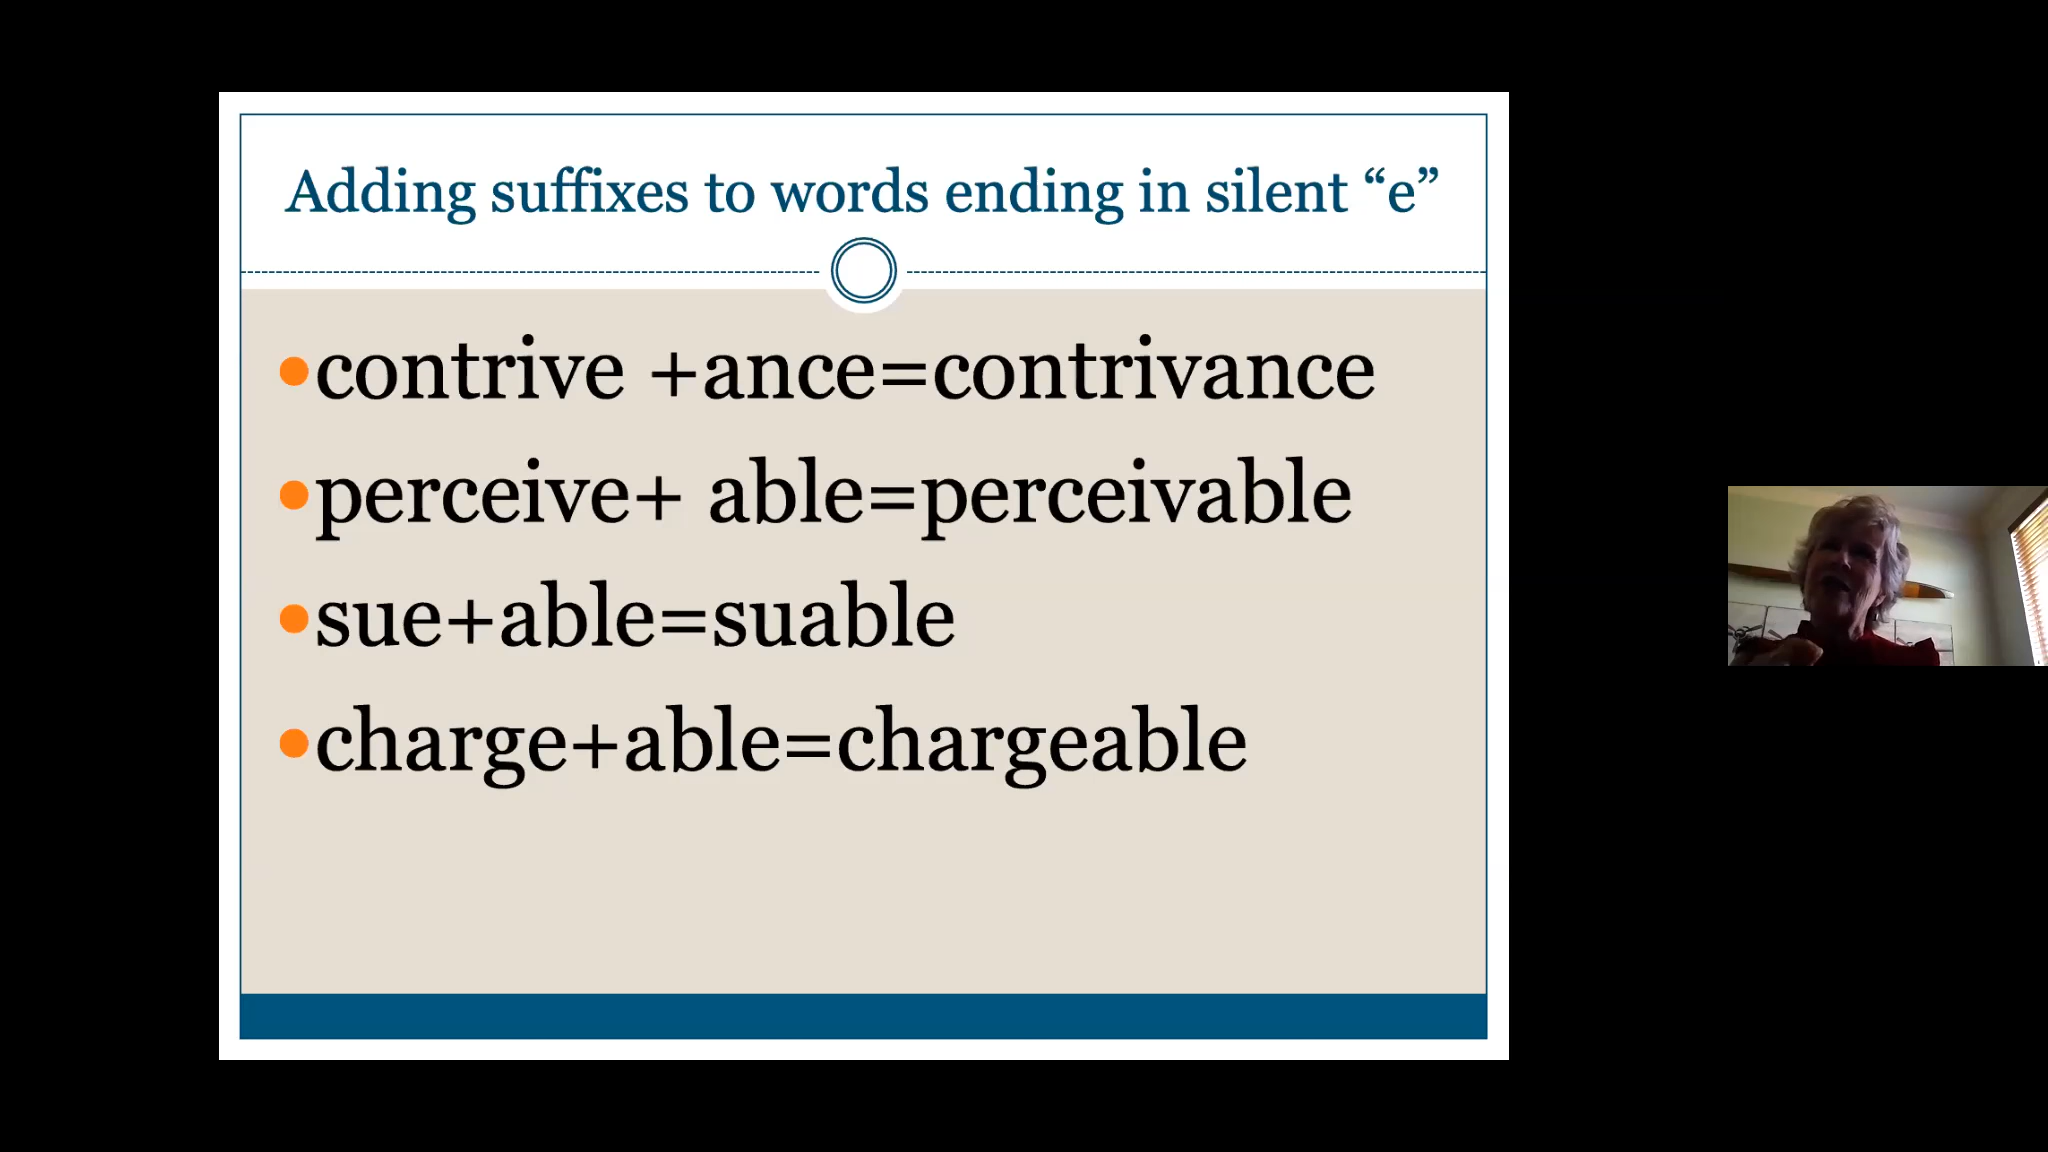 Adding suffixes to words ending in silent “e”
•contrive +ance=contrivance
•perceive+ able=perceivable
•sue+able=suable
•charge+able=chargeable